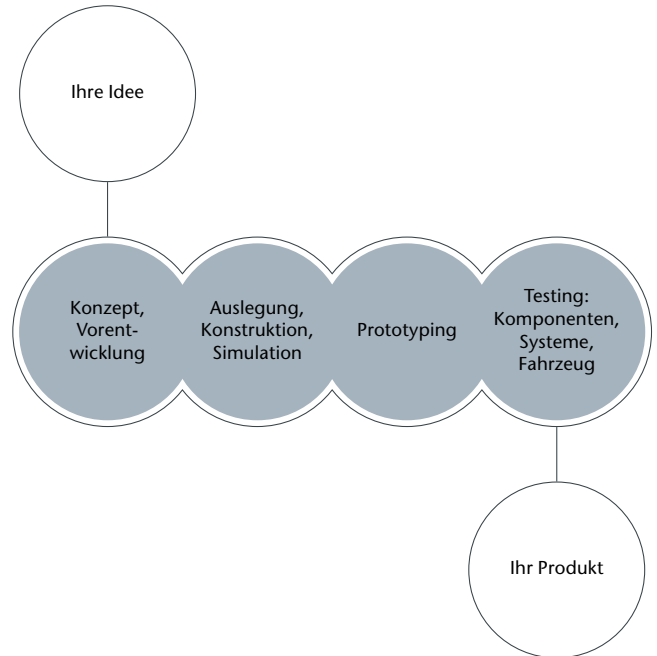 Ihre Idee
Konzept,
Vorent-
wicklung
Auslegung,
Konstruktion,
Simulation
Prototyping
Testing:
Komponenten,
Systeme,
Fahrzeug
Ihr Produkt